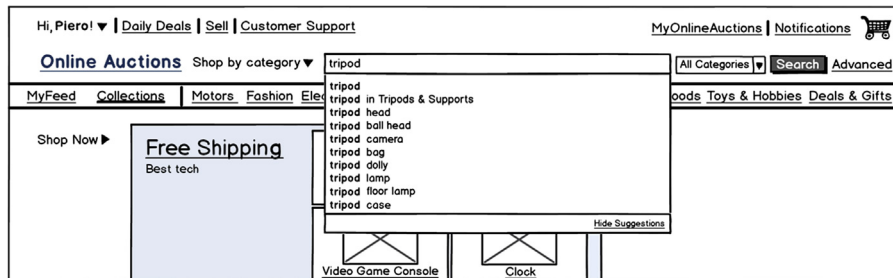 Hi, Piero! ▼ | Daily Deals | Sell | Customer Support
MyOnlineAuctions | Notifications
Online Auctions Shop by category ▼ tripod All Categories ▼ Search Advanced
MyFeed Collections | Motors Fashion Toys & Hobbies Deals & Gifts
tripod
tripod in Tripods & Supports
tripod head
tripod ball head
tripod camera
tripod bag
tripod dolly
tripod lamp
tripod floor lamp
tripod case
Hide Suggestions
Shop Now ▶
Free Shipping
Best tech
Video Game Console
Clock